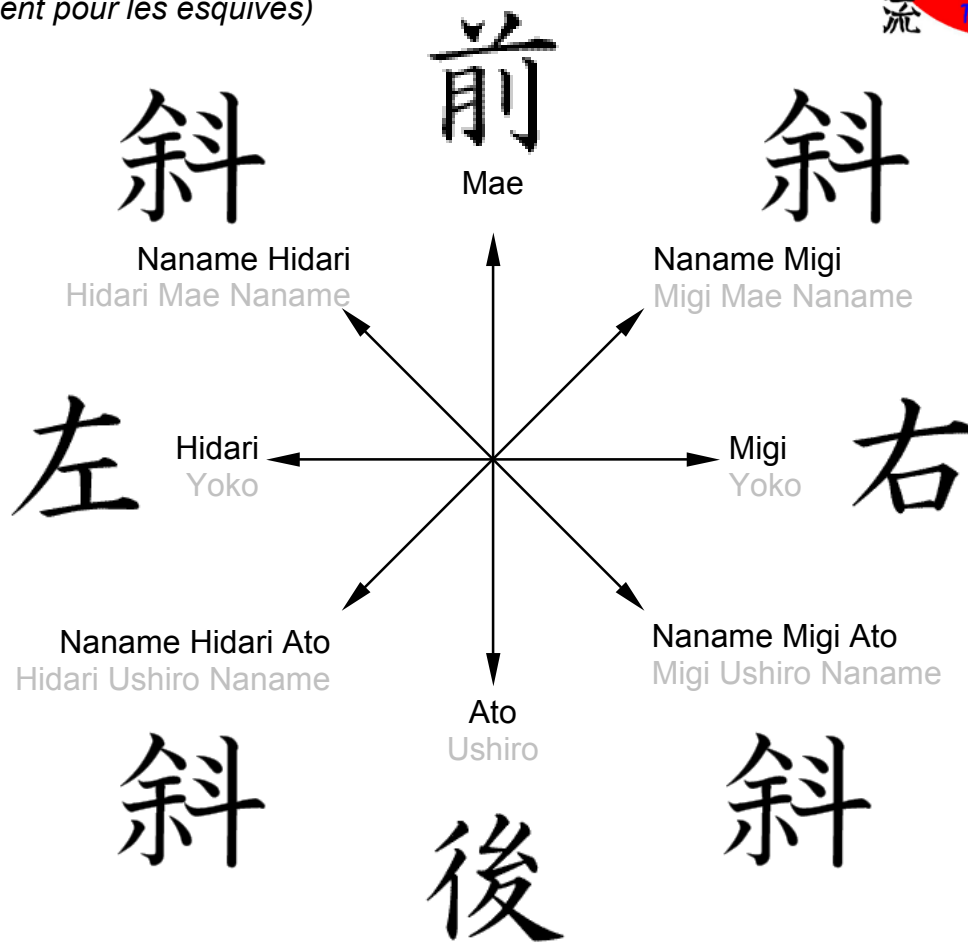 ent pour les esquives)
流
前
斜
斜
Mae
Naname Hidari
Hidari Mae Naname
Naname Migi
Migi Mae Naname
左
Hidari
Yoko
Migi
Yoko
右
Naname Hidari Ato
Hidari Ushiro Naname
Naname Migi Ato
Migi Ushiro Naname
Ato
Ushiro
斜
斜
後